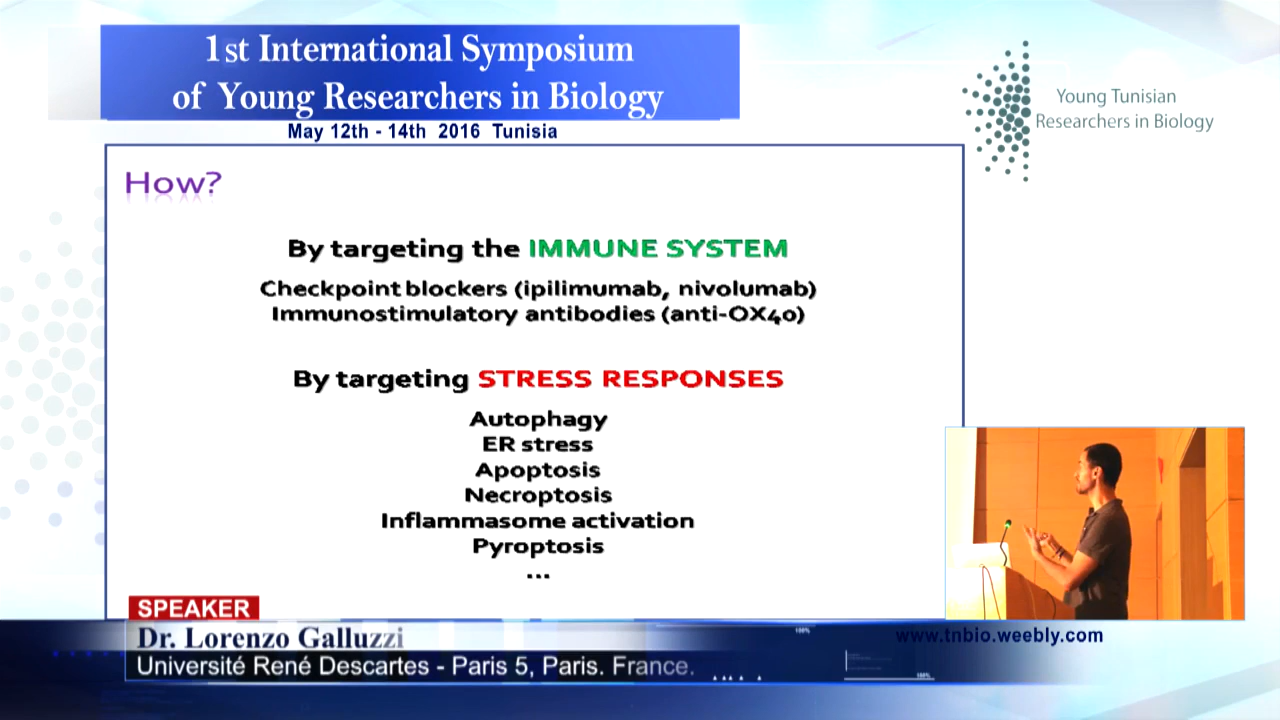 1st International Symposium
of Young Researchers in Biology
May 12th - 14th 2016 Tunisia
Young Tunisian
Researchers in Biology
How?
By targeting the IMMUNE SYSTEM
Checkpoint blockers (ipilimumab, nivolumab)
Immunostimulatory antibodies (anti-OX40)
By targeting STRESS RESPONSES
Autophagy
ER stress
Apoptosis
Necroptosis
Inflammasome activation
Pyroptosis
...
SPEAKER
Dr. Lorenzo Galluzzi
Université René Descartes - Paris 5, Paris. France.
www.tnbio.weebly.com
100%
100%